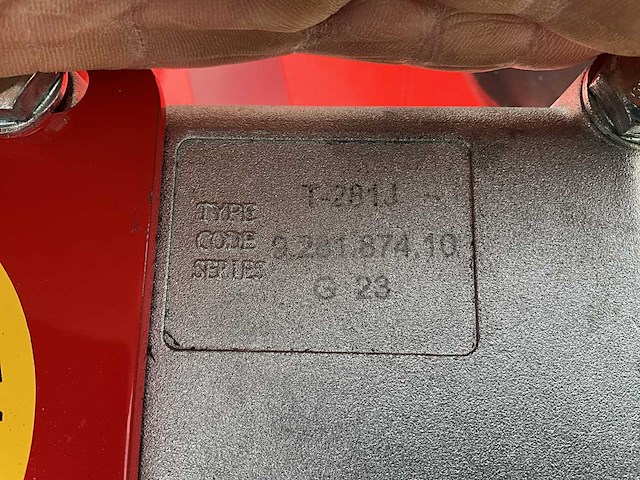 TYPE T-281J
CODE 9.281.874.10
SERIES G 23